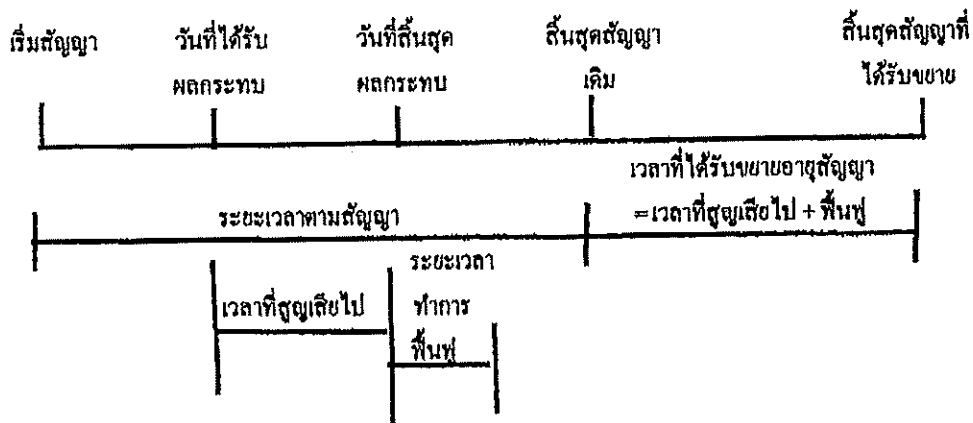 เริ่มสัญญา วันที่ได้รับ วันที่สิ้นสุด สิ้นสุดสัญญา สิ้นสุดสัญญาที่
ผลกระทบ ผลกระทบ เดิม ได้รับขยาย
เวลาที่ได้รับขยายอายุสัญญา
ระยะเวลาตามสัญญา =เวลาที่สูญเสียไป + ฟื้นฟู
ระยะเวลา
เวลาที่สูญเสียไป ทำการ
ฟื้นฟู